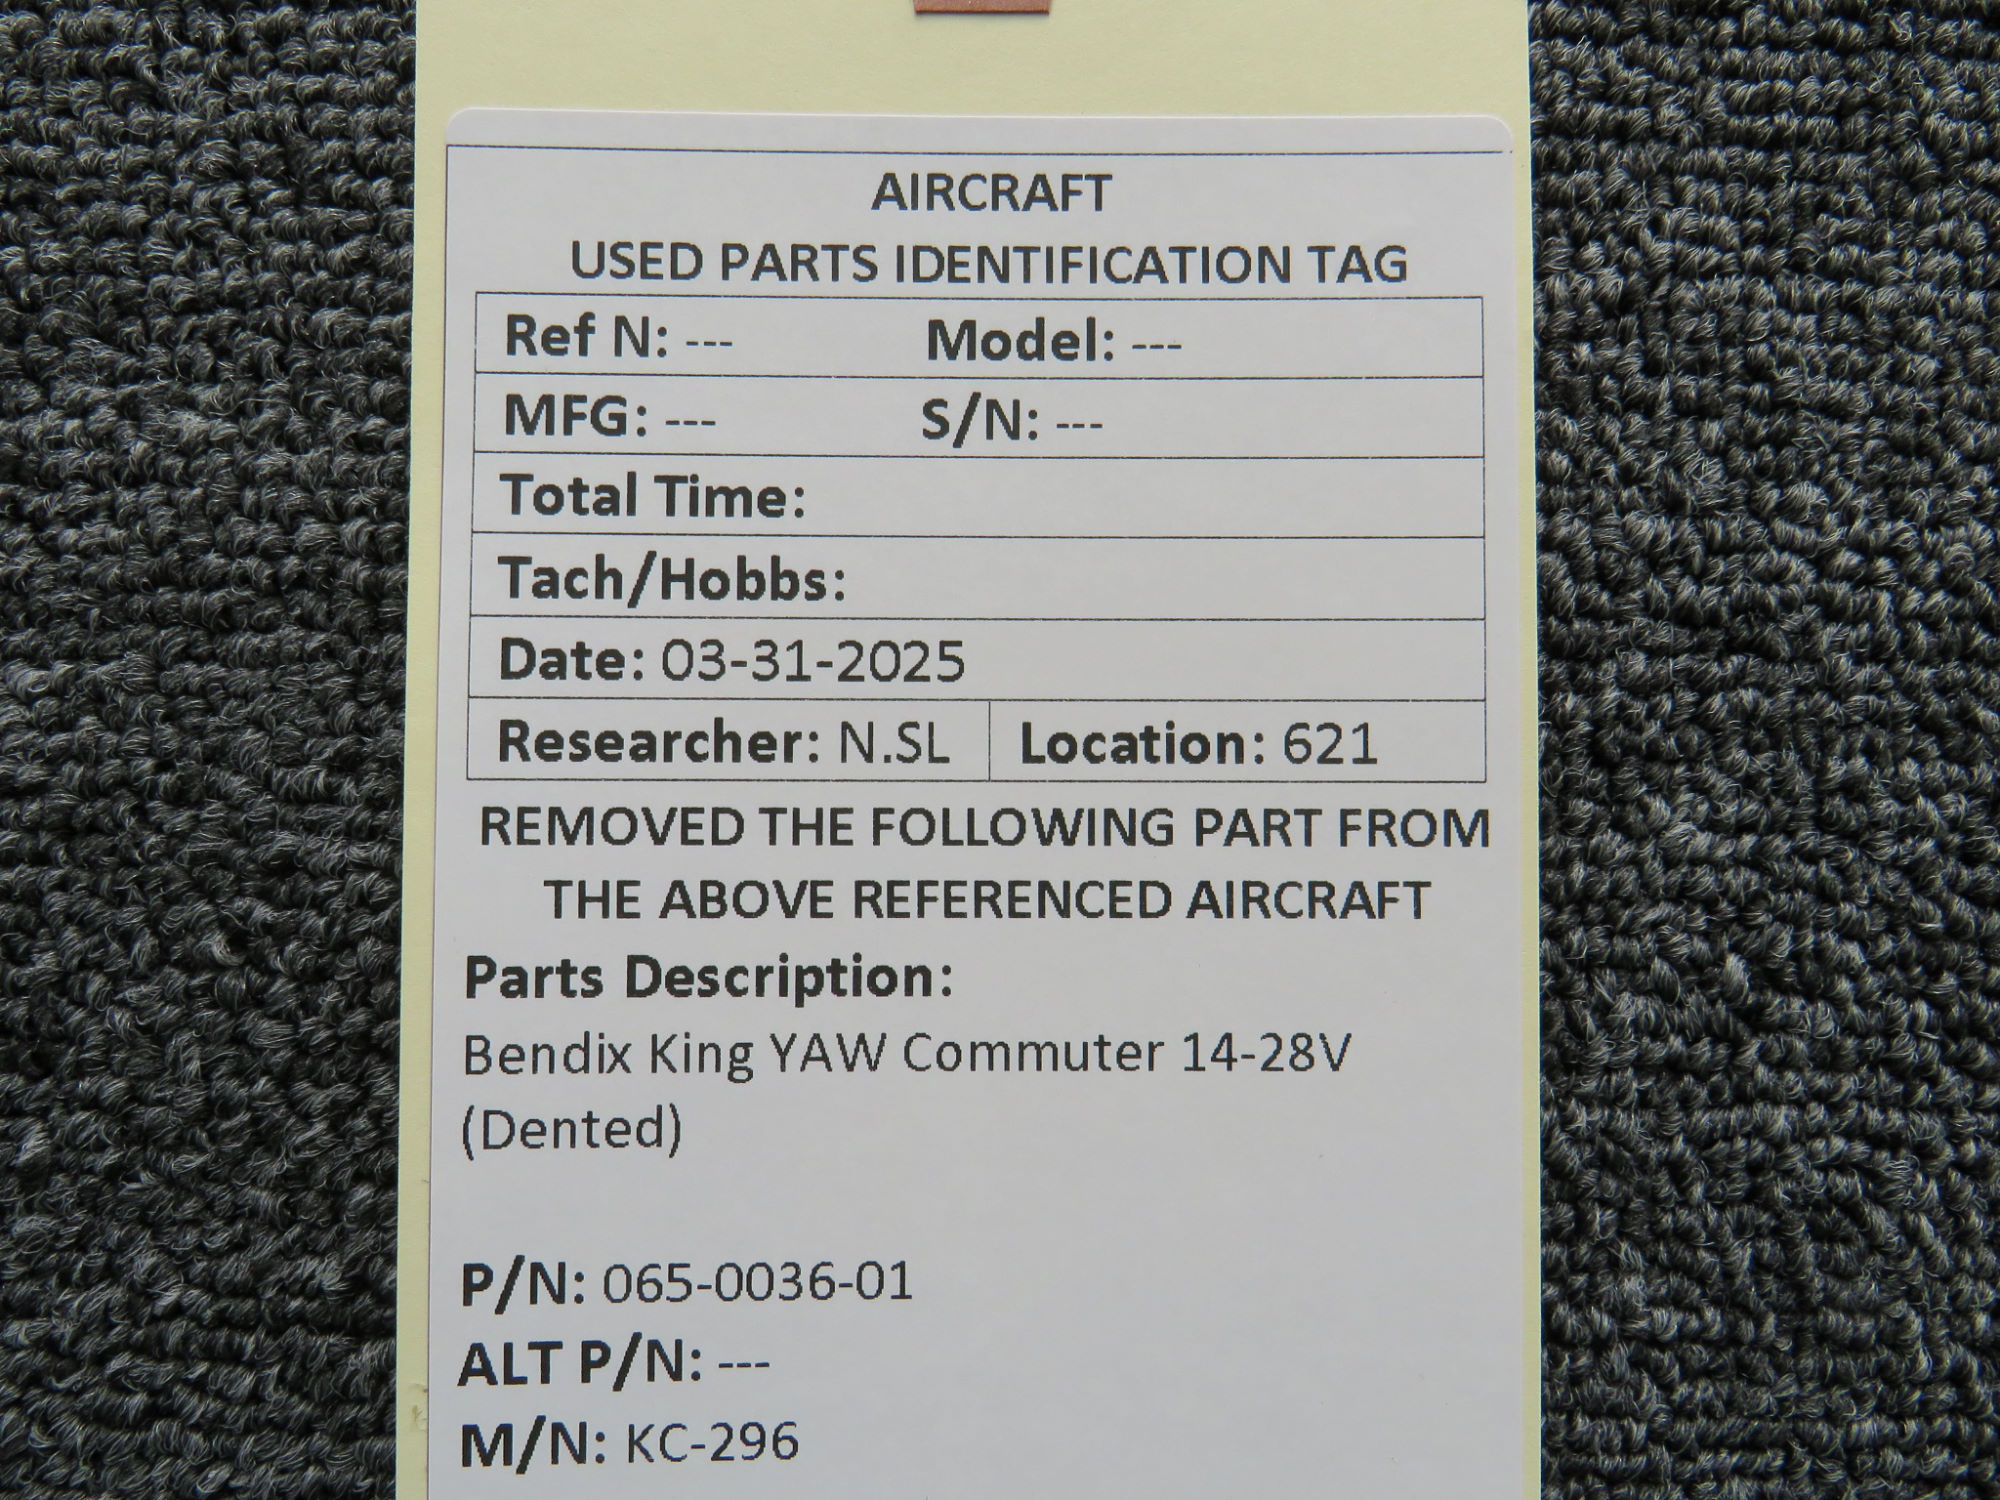 AIRCRAFT
USED PARTS IDENTIFICATION TAG
Ref N: --- Model: ---
MFG: --- S/N: ---
Total Time:
Tach/Hobbs:
Date: 03-31-2025
Researcher: N.SL Location: 621
REMOVED THE FOLLOWING PART FROM
THE ABOVE REFERENCED AIRCRAFT
Parts Description:
Bendix King YAW Commuter 14-28V
(Dented)
P/N: 065-0036-01
ALT P/N: ---
M/N: KC-296